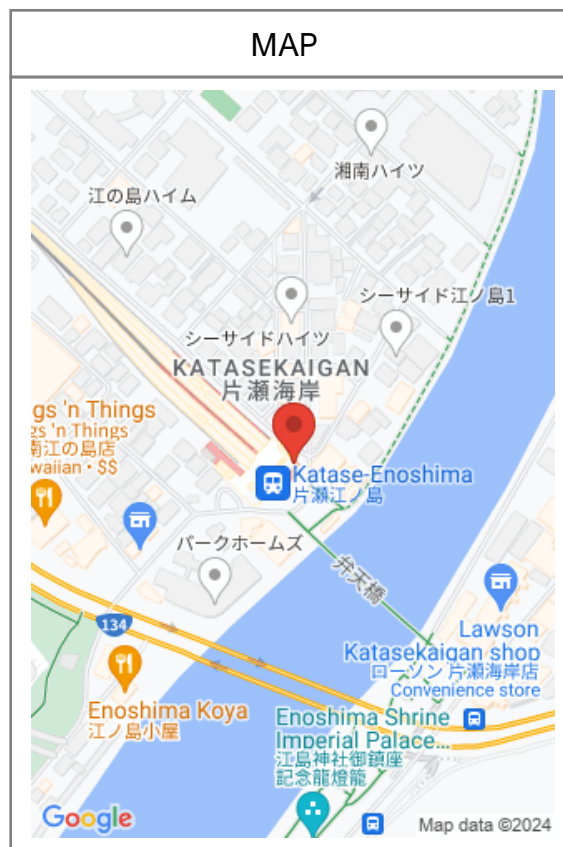 MAP
湘南ハイツ
江の島ハイム
シーサイド江ノ島1
シーサイドハイツ
KATASEKAIGAN
片瀬海岸
gs 'n Things
gs 'n Things
南江の島店
waiian・$$
Katase-Enoshima
片瀬江ノ島
パークホームズ
弁天橋
134
Lawson
Katasekaigan shop
ローソン 片瀬海岸店
Convenience store
Enoshima Koya
江ノ島小屋
Enoshima Shrine
Imperial Palace...
江島神社御鎮座
記念龍燈籠
Google
Map data ©2024